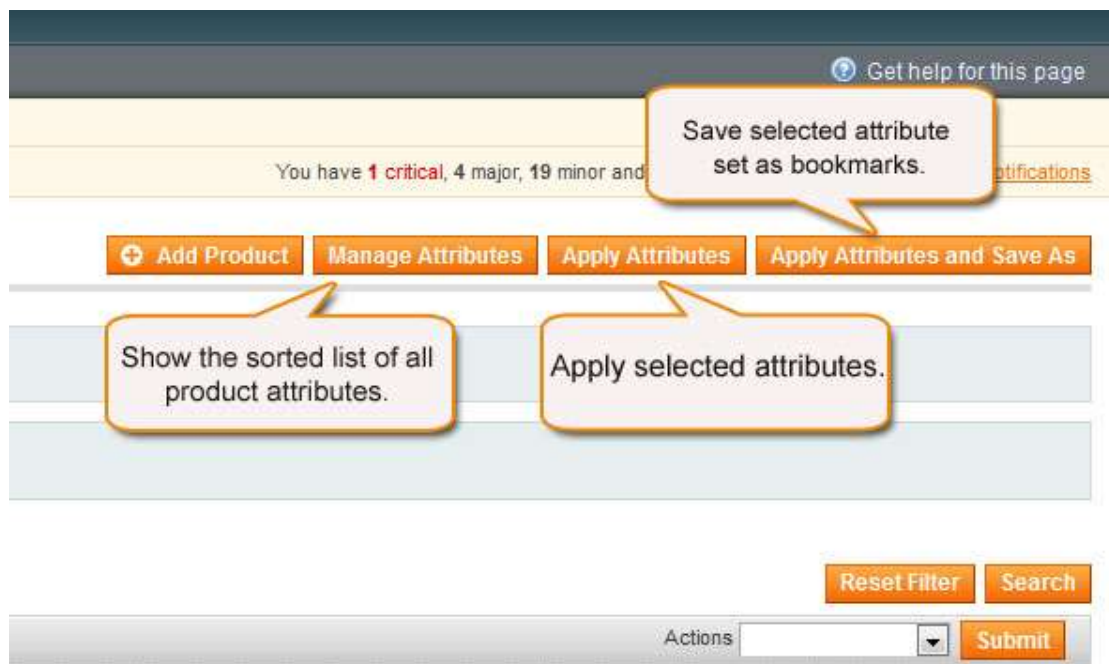 Get help for this page
Save selected attribute
set as bookmarks.
You have 1 critical, 4 major, 19 minor and
Add Product
Manage Attributes
Apply Attributes
Apply Attributes and Save As
Show the sorted list of all
product attributes.
Apply selected attributes.
Reset Filter
Search
Actions
Submit